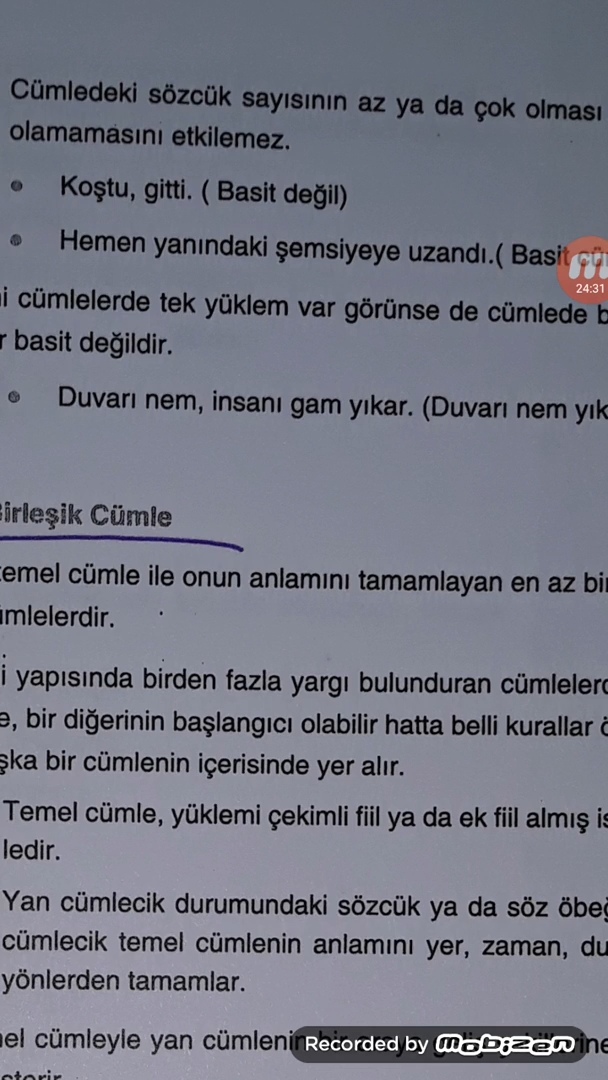 Cümledeki sözcük sayısının az ya da çok olması
olamamasını etkilemez.
Koştu, gitti. ( Basit değil)
Hemen yanındaki şemsiyeye uzandı.( Basit
24:31
cümlelerde tek yüklem var görünse de cümlede
basit değildir.
Duvarı nem, insanı gam yıkar. (Duvarı nem yık
Birleşik Cümle
temel cümle ile onun anlamını tamamlayan en az bir
ümlelerdir.
i yapısında birden fazla yargı bulunduran cümlelerd
e, bir diğerinin başlangıcı olabilir hatta belli kurallar
şka bir cümlenin içerisinde yer alır.
Temel cümle, yüklemi çekimli fiil ya da ek fiil almış is
ledir.
Yan cümlecik durumundaki sözcük ya da söz öbeğ
cümlecik temel cümlenin anlamını yer, zaman, du
yönlerden tamamlar.
el cümleyle yan cümlenin
Recorded by mobizen